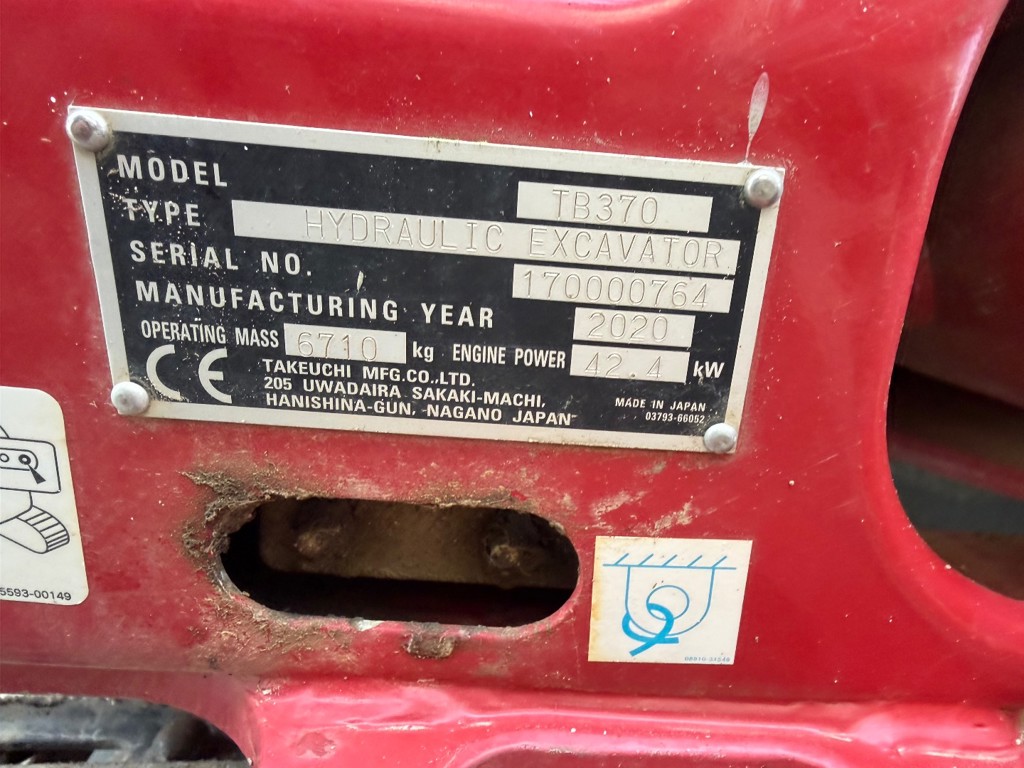 MODEL TB370
TYPE HYDRAULIC EXCAVATOR
SERIAL NO. 170000764
MANUFACTURING YEAR 2020
OPERATING MASS 6710 kg ENGINE POWER 42.4 kW
CE
TAKEUCHI MFG.CO.,LTD.
205 UWADAIRA SAKAKI-MACHI,
HANISHINA-GUN, NAGANO JAPAN
MADE IN JAPAN
03793-66052
5593-00149